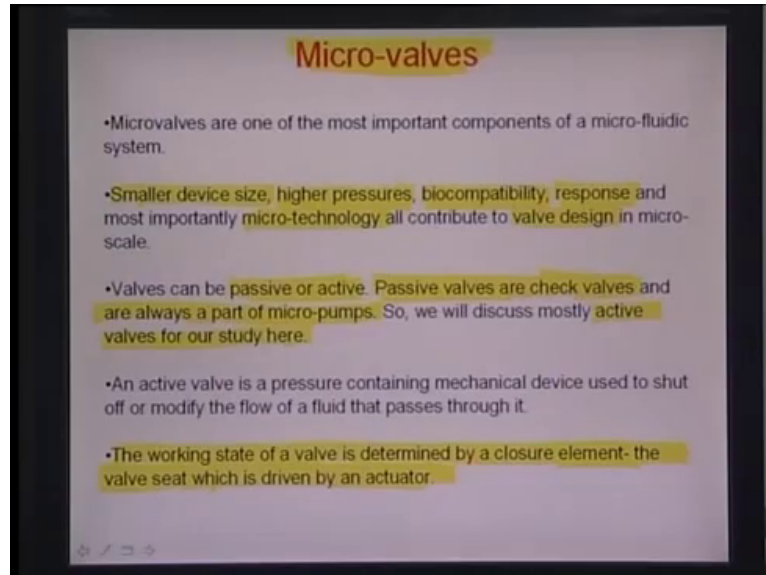 Micro-valves
•Microvalves are one of the most important components of a micro-fluidic
system.
•Smaller device size, higher pressures, biocompatibility, response and
most importantly micro-technology all contribute to valve design in micro-
scale.
•Valves can be passive or active. Passive valves are check valves and
are always a part of micro-pumps. So, we will discuss mostly active
valves for our study here.
•An active valve is a pressure containing mechanical device used to shut
off or modify the flow of a fluid that passes through it.
•The working state of a valve is determined by a closure element- the
valve seat which is driven by an actuator.